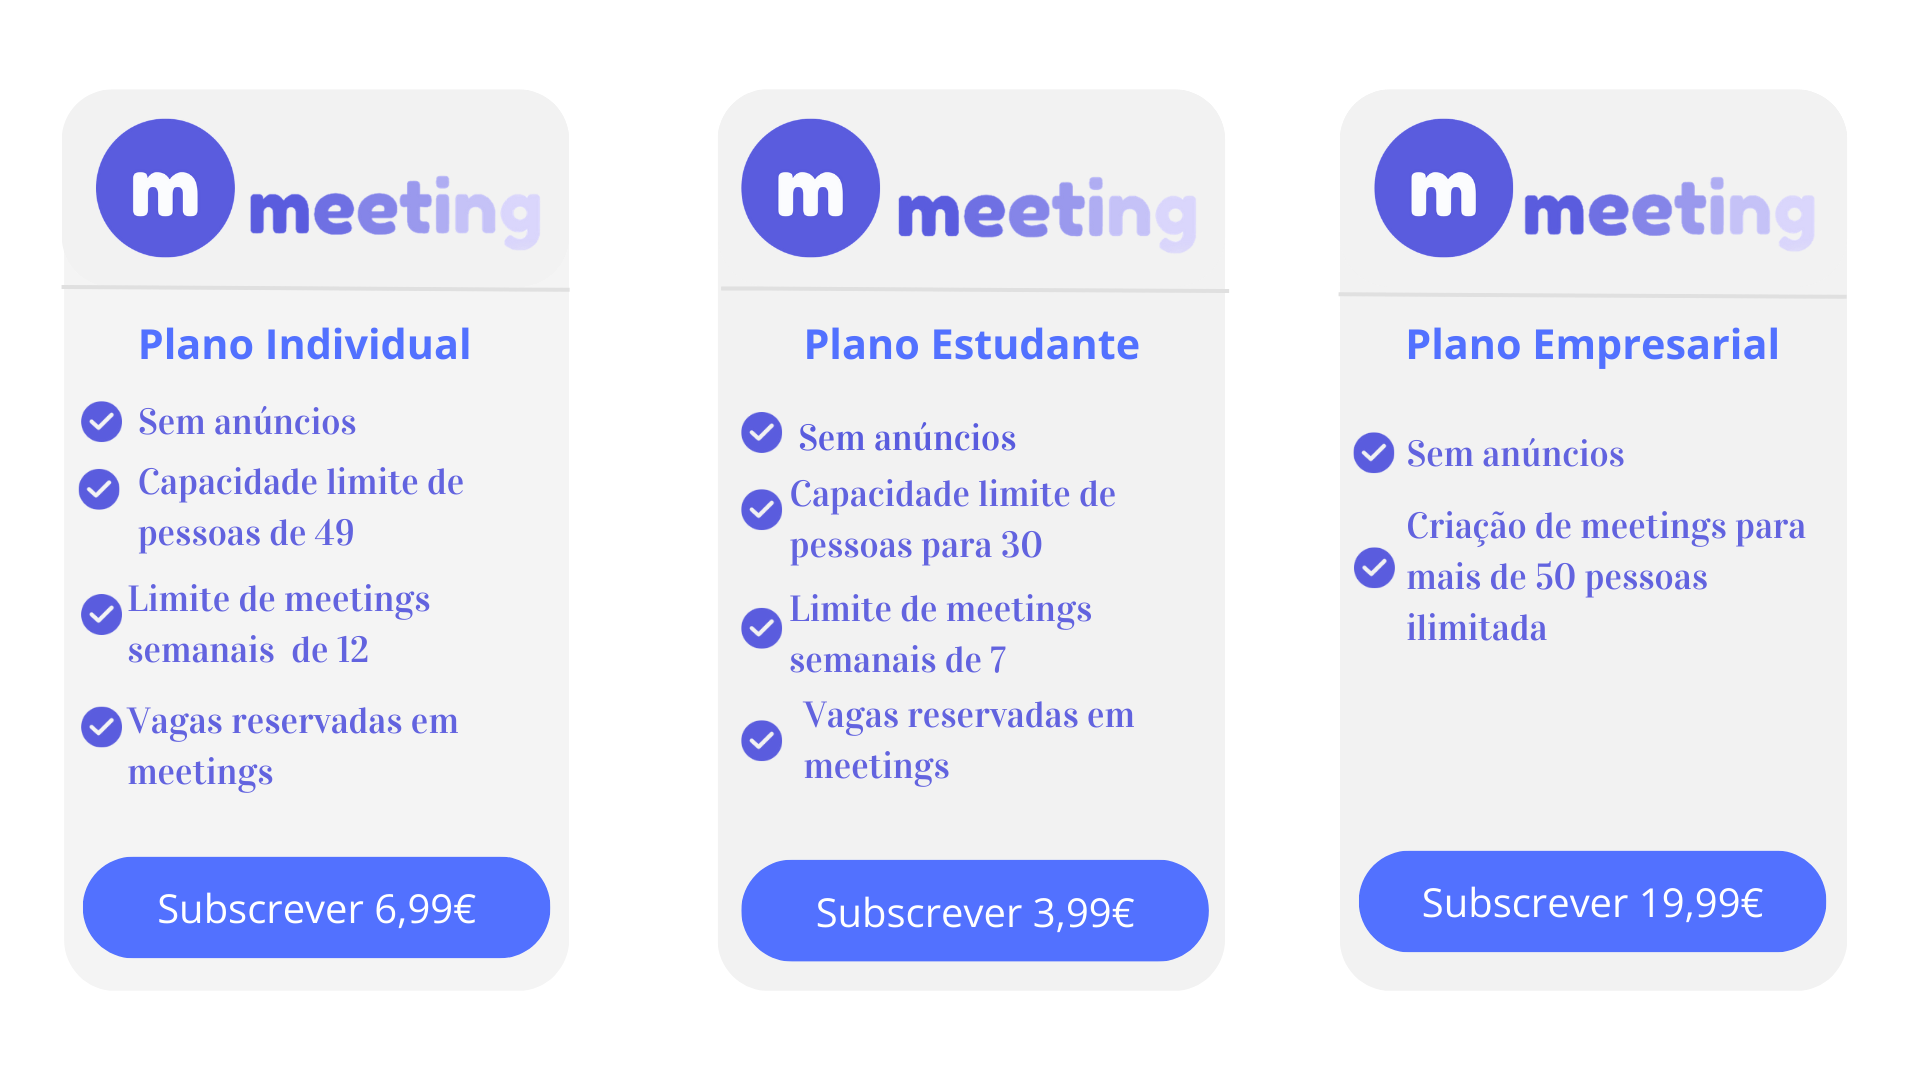 m meeting
Plano Individual
Sem anúncios
Capacidade limite de
pessoas de 49
Limite de meetings
semanais  de 12
Vagas reservadas em
meetings
Subscrever 6,99€
m meeting
Plano Estudante
Sem anúncios
Capacidade limite de
pessoas para 30
Limite de meetings
semanais de 7
Vagas reservadas em
meetings
Subscrever 3,99€
m meeting
Plano Empresarial
Sem anúncios
Criação de meetings para
mais de 50 pessoas
ilimitada
Subscrever 19,99€